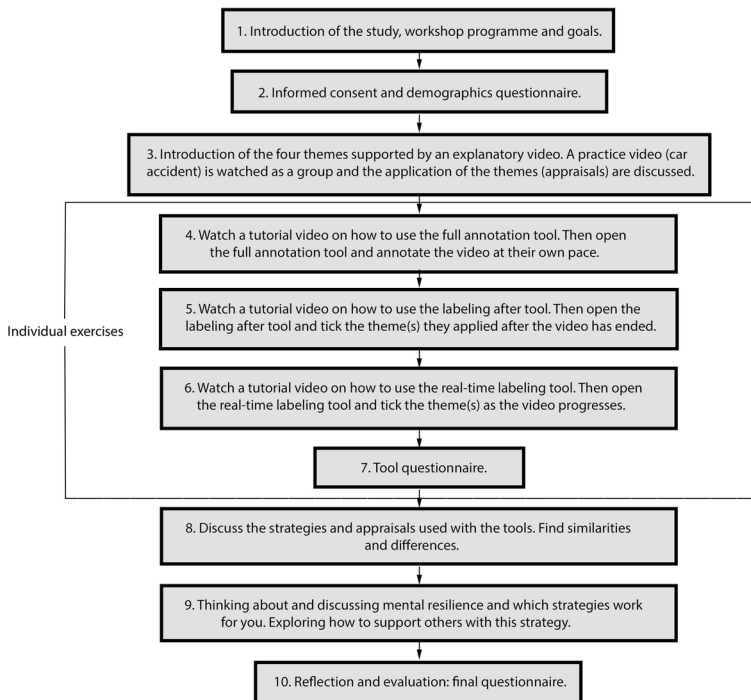 1. Introduction of the study, workshop programme and goals.
2. Informed consent and demographics questionnaire.
3. Introduction of the four themes supported by an explanatory video. A practice video (car
accident) is watched as a group and the application of the themes (appraisals) are discussed.
4. Watch a tutorial video on how to use the full annotation tool. Then open
the full annotation tool and annotate the video at their own pace.
5. Watch a tutorial video on how to use the labeling after tool. Then open the
labeling after tool and tick the theme(s) they applied after the video has ended.
Individual exercises
6. Watch a tutorial video on how to use the real-time labeling tool. Then open
the real-time labeling tool and tick the theme(s) as the video progresses.
7. Tool questionnaire.
8. Discuss the strategies and appraisals used with the tools. Find similarities
and differences.
9. Thinking about and discussing mental resilience and which strategies work
for you. Exploring how to support others with this strategy.
10. Reflection and evaluation: final questionnaire.